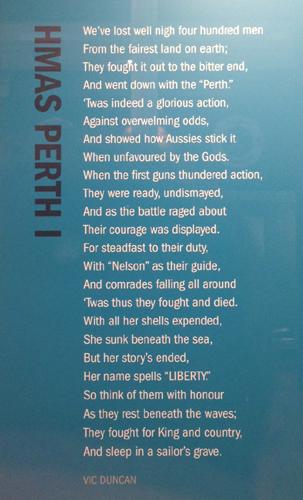 HMAS PERTH I
We've lost well nigh four hundred men
From the fairest land on earth;
They fought it out to the bitter end,
And went down with the “Perth.”
'Twas indeed a glorious action,
Against overwelming odds,
And showed how Aussies stick it
When unfavoured by the Gods.
When the first guns thundered action,
They were ready, undismayed,
And as the battle raged about
Their courage was displayed.
For steadfast to their duty,
With “Nelson” as their guide,
And comrades falling all around
'Twas thus they fought and died.
With all her shells expended,
She sunk beneath the sea,
But her story's ended,
Her name spells “LIBERTY.”
So think of them with honour
As they rest beneath the waves;
They fought for King and country,
And sleep in a sailor's grave.
VIC DUNCAN